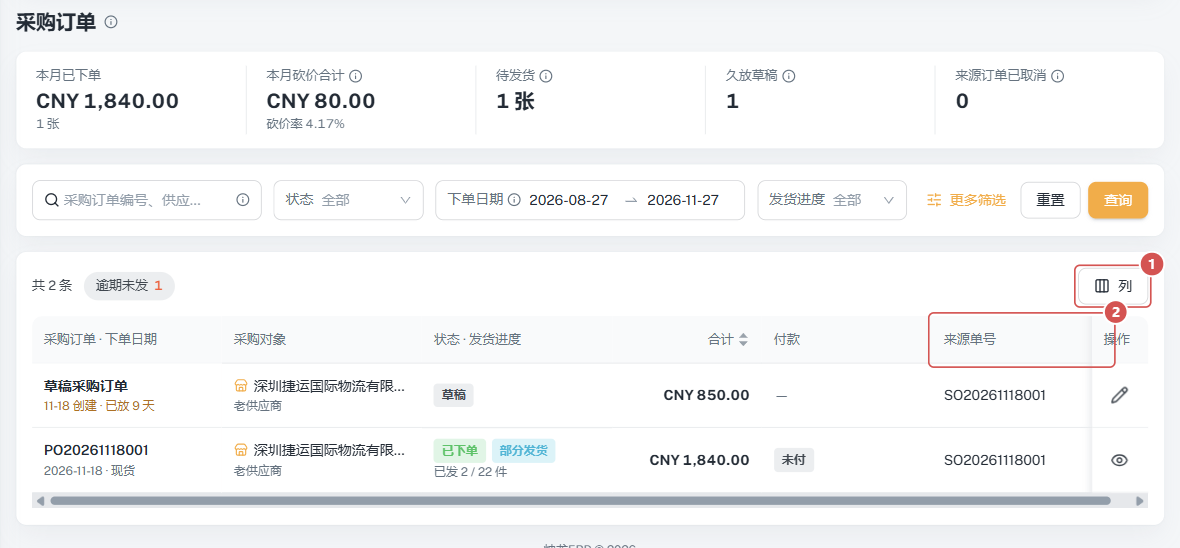 采购订单
本月已下单
CNY 1,840.00
1 张
本月砍价合计
CNY 80.00
砍价率 4.17%
待发货
1 张
久放草稿
1
来源订单已取消
0
采购订单编号、供应...
状态 全部
下单日期 2026-08-27 → 2026-11-27
发货进度 全部
更多筛选
重置
查询
共 2 条 逾期未发 1
列
1
2
采购订单 · 下单日期 采购对象 状态 · 发货进度 合计 付款 来源单号 操作
草稿采购订单
11-18 创建 · 已放 9 天
深圳捷运国际物流有限...
老供应商
草稿
CNY 850.00
—
SO20261118001
PO20261118001
2026-11-18 · 现货
深圳捷运国际物流有限...
老供应商
已下单 部分发货
已发 2 / 22 件
CNY 1,840.00
未付
SO20261118001